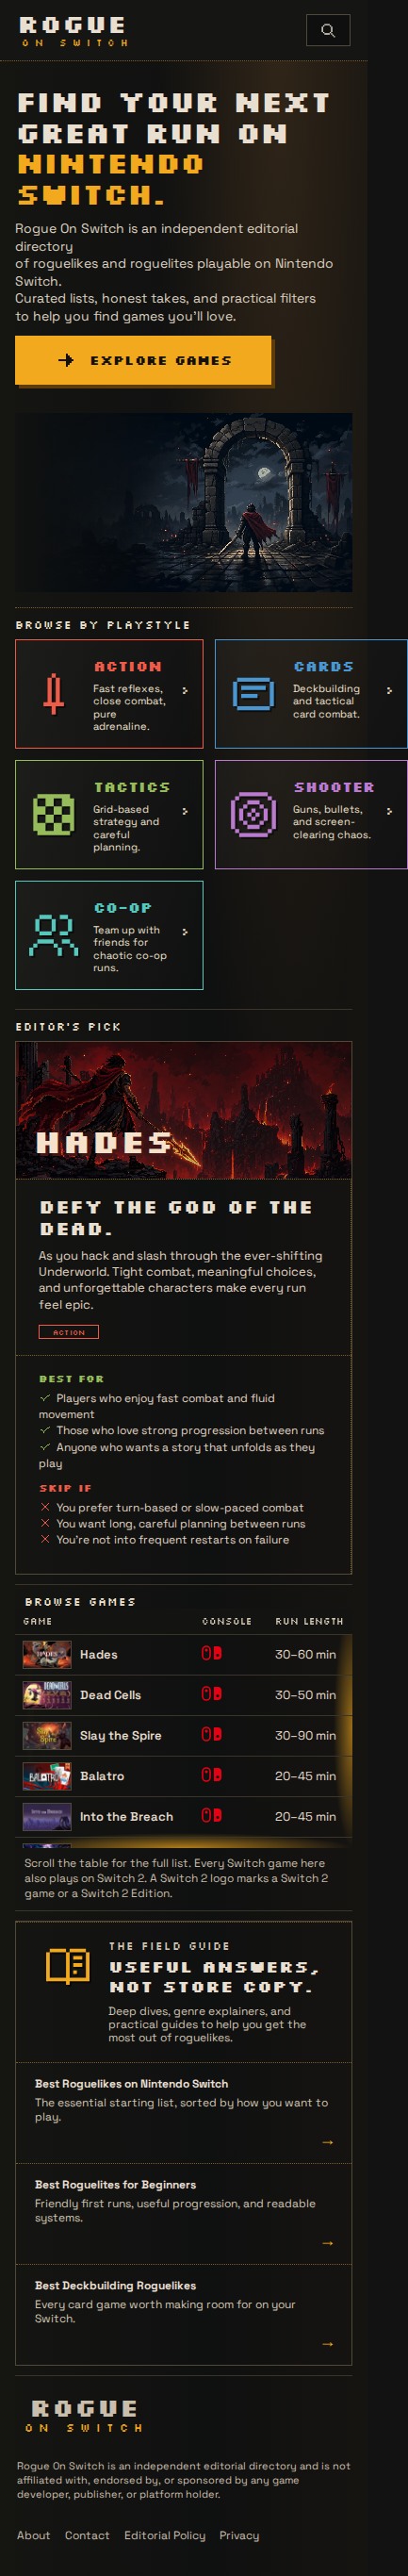 ROGUE
ON SWITCH
FIND YOUR NEXT
GREAT RUN ON
NINTENDO
SWITCH.
Rogue On Switch is an independent editorial
directory
of roguelikes and roguelites playable on Nintendo
Switch.
Curated lists, honest takes, and practical filters
to help you find games you'll love.
EXPLORE GAMES
BROWSE BY PLAYSTYLE
ACTION
Fast reflexes,
close combat,
pure
adrenaline.
CARDS
Deckbuilding
and tactical
card combat.
TACTICS
Grid-based
strategy and
careful
planning.
SHOOTER
Guns, bullets,
and screen-
clearing chaos.
CO-OP
Team up with
friends for
chaotic co-op
runs.
EDITOR'S PICK
HADES
DEFY THE GOD OF THE
DEAD.
As you hack and slash through the ever-shifting
Underworld. Tight combat, meaningful choices,
and unforgettable characters make every run
feel epic.
ACTION
BEST FOR
Players who enjoy fast combat and fluid
movement
Those who love strong progression between runs
Anyone who wants a story that unfolds as they
play
SKIP IF
You prefer turn-based or slow-paced combat
You want long, careful planning between runs
You're not into frequent restarts on failure
BROWSE GAMES
GAME CONSOLE RUN LENGTH
Hades 30–60 min
Dead Cells 30–50 min
Slay the Spire 30–90 min
BALATRO Balatro 20–45 min
Into the Breach 20–45 min
Scroll the table for the full list. Every Switch game here
also plays on Switch 2. A Switch 2 logo marks a Switch 2
game or a Switch 2 Edition.
THE FIELD GUIDE
USEFUL ANSWERS,
NOT STORE COPY.
Deep dives, genre explainers, and
practical guides to help you get the
most out of roguelikes.
Best Roguelikes on Nintendo Switch
The essential starting list, sorted by how you want to
play.
→
Best Roguelites for Beginners
Friendly first runs, useful progression, and readable
systems.
→
Best Deckbuilding Roguelikes
Every card game worth making room for on your
Switch.
→
ROGUE
ON SWITCH
Rogue On Switch is an independent editorial directory and is not
affiliated with, endorsed by, or sponsored by any game
developer, publisher, or platform holder.
About Contact Editorial Policy Privacy